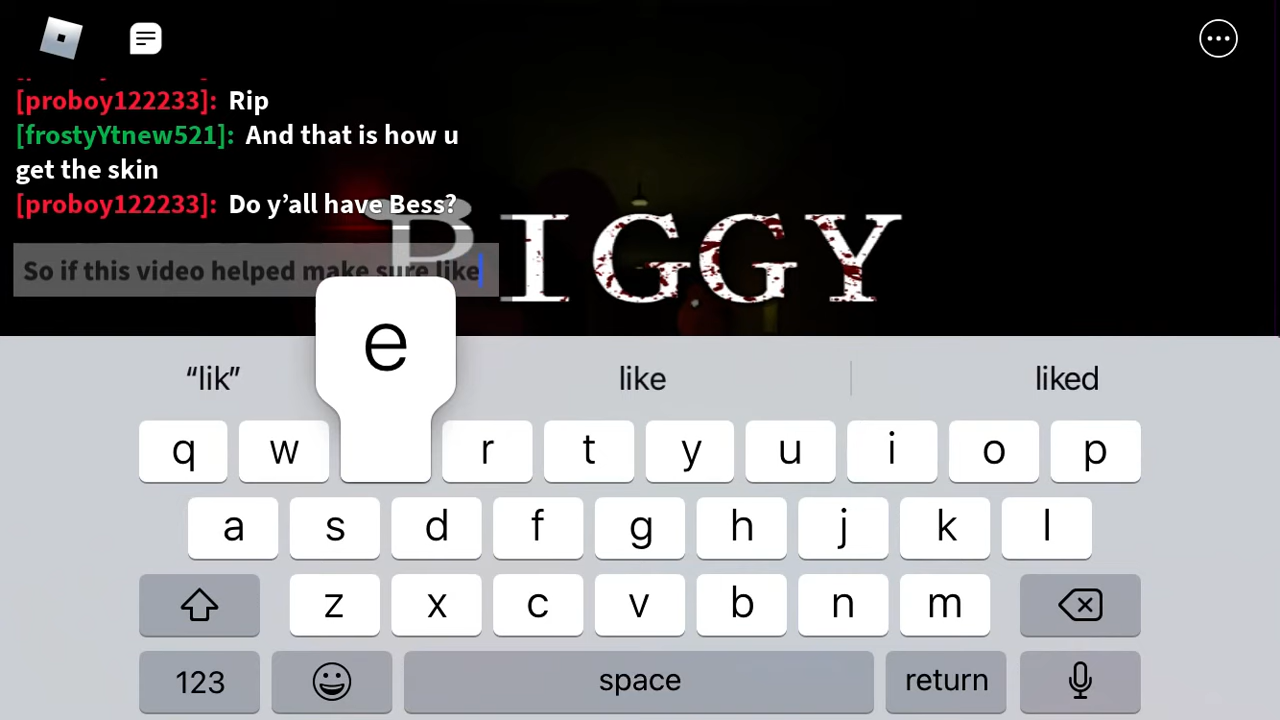 [proboy122233]: Rip
[frostyYtnew521]: And that is how u
get the skin
[proboy122233]: Do y’all have Bess?
BIGGY
So if this video helped make sure like
e
“lik” like liked
q w r t y u i o p
a s d f g h j k l
z x c v b n m
123 space return